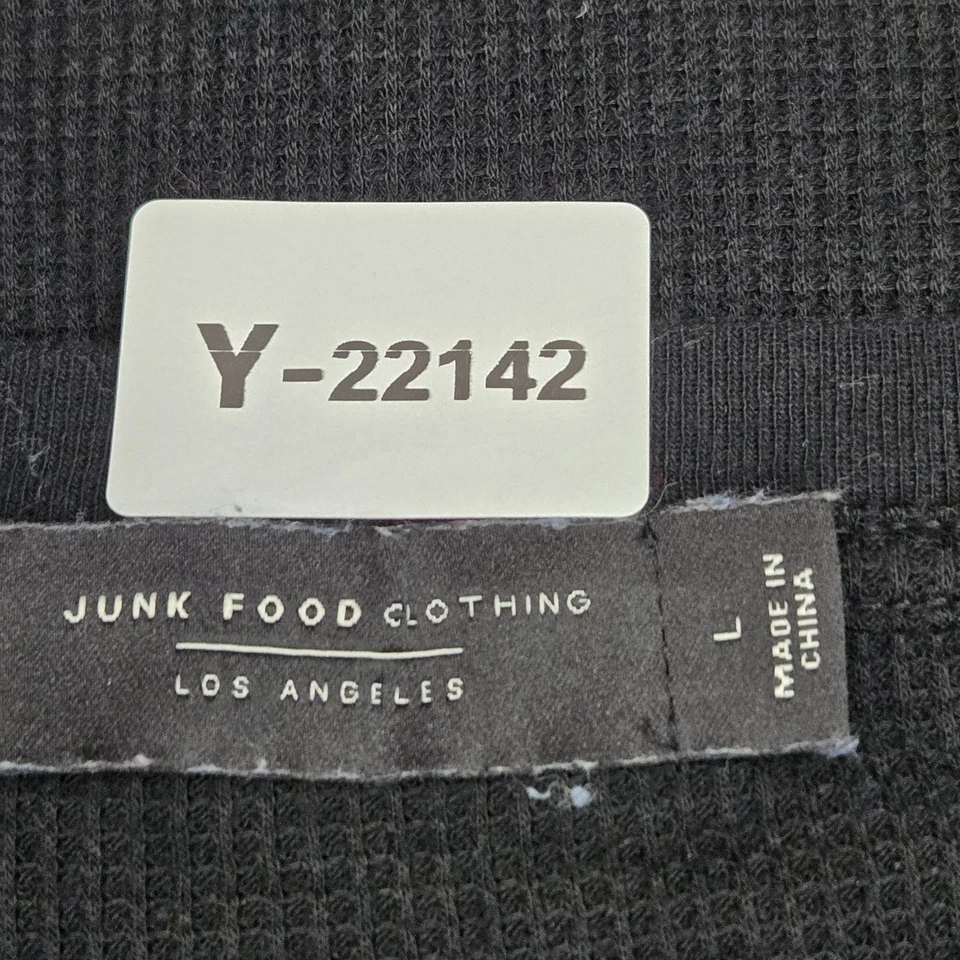 Y-22142
JUNK FOOD CLOTHING
LOS ANGELES
L
MADE IN
CHINA